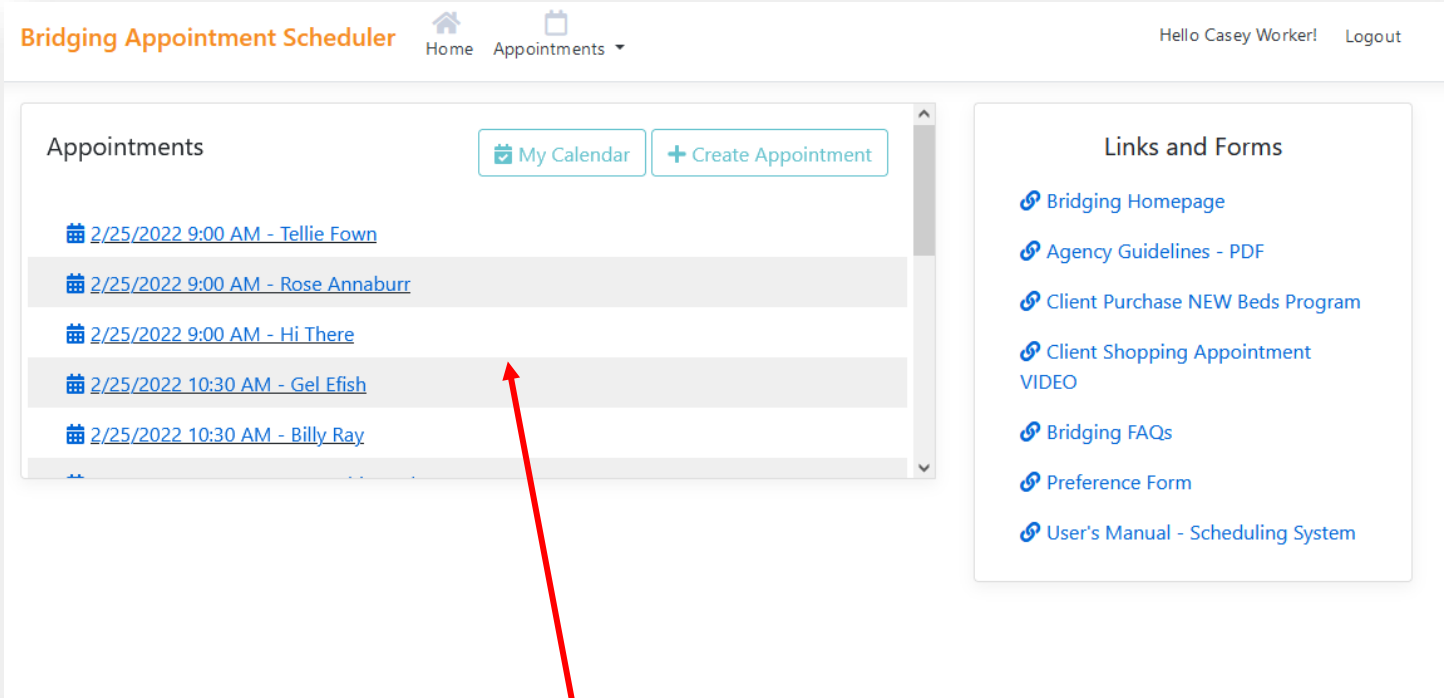 Bridging Appointment Scheduler
Home
Appointments
Hello Casey Worker!
Logout
Appointments
My Calendar
Create Appointment
2/25/2022 9:00 AM - Tellie Fown
2/25/2022 9:00 AM - Rose Annaburr
2/25/2022 9:00 AM - Hi There
2/25/2022 10:30 AM - Gel Efish
2/25/2022 10:30 AM - Billy Ray
Links and Forms
Bridging Homepage
Agency Guidelines - PDF
Client Purchase NEW Beds Program
Client Shopping Appointment
VIDEO
Bridging FAQs
Preference Form
User's Manual - Scheduling System